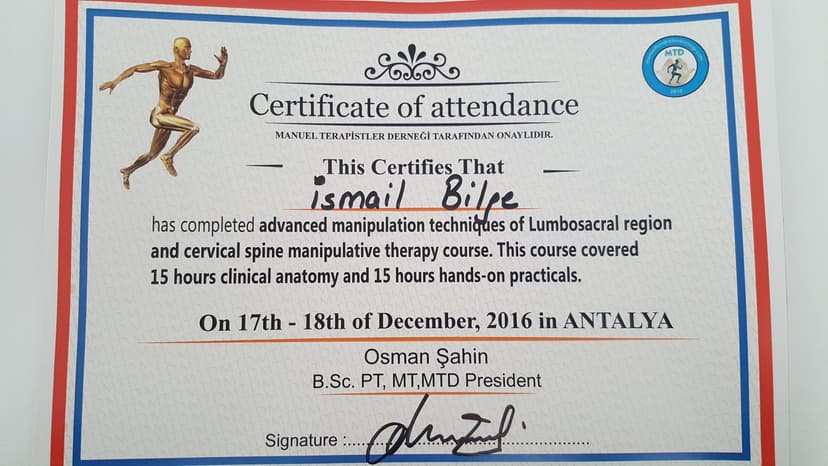 MTD
2012
Certificate of attendance
MANUEL TERAPİSTLER DERNEĞİ TARAFINDAN ONAYLIDIR.
This Certifies That
ismail Bilge
has completed advanced manipulation techniques of Lumbosacral region
and cervical spine manipulative therapy course. This course covered
15 hours clinical anatomy and 15 hours hands-on practicals.
On 17th - 18th of December, 2016 in ANTALYA
Osman Şahin
B.Sc. PT, MT,MTD President
Signature :